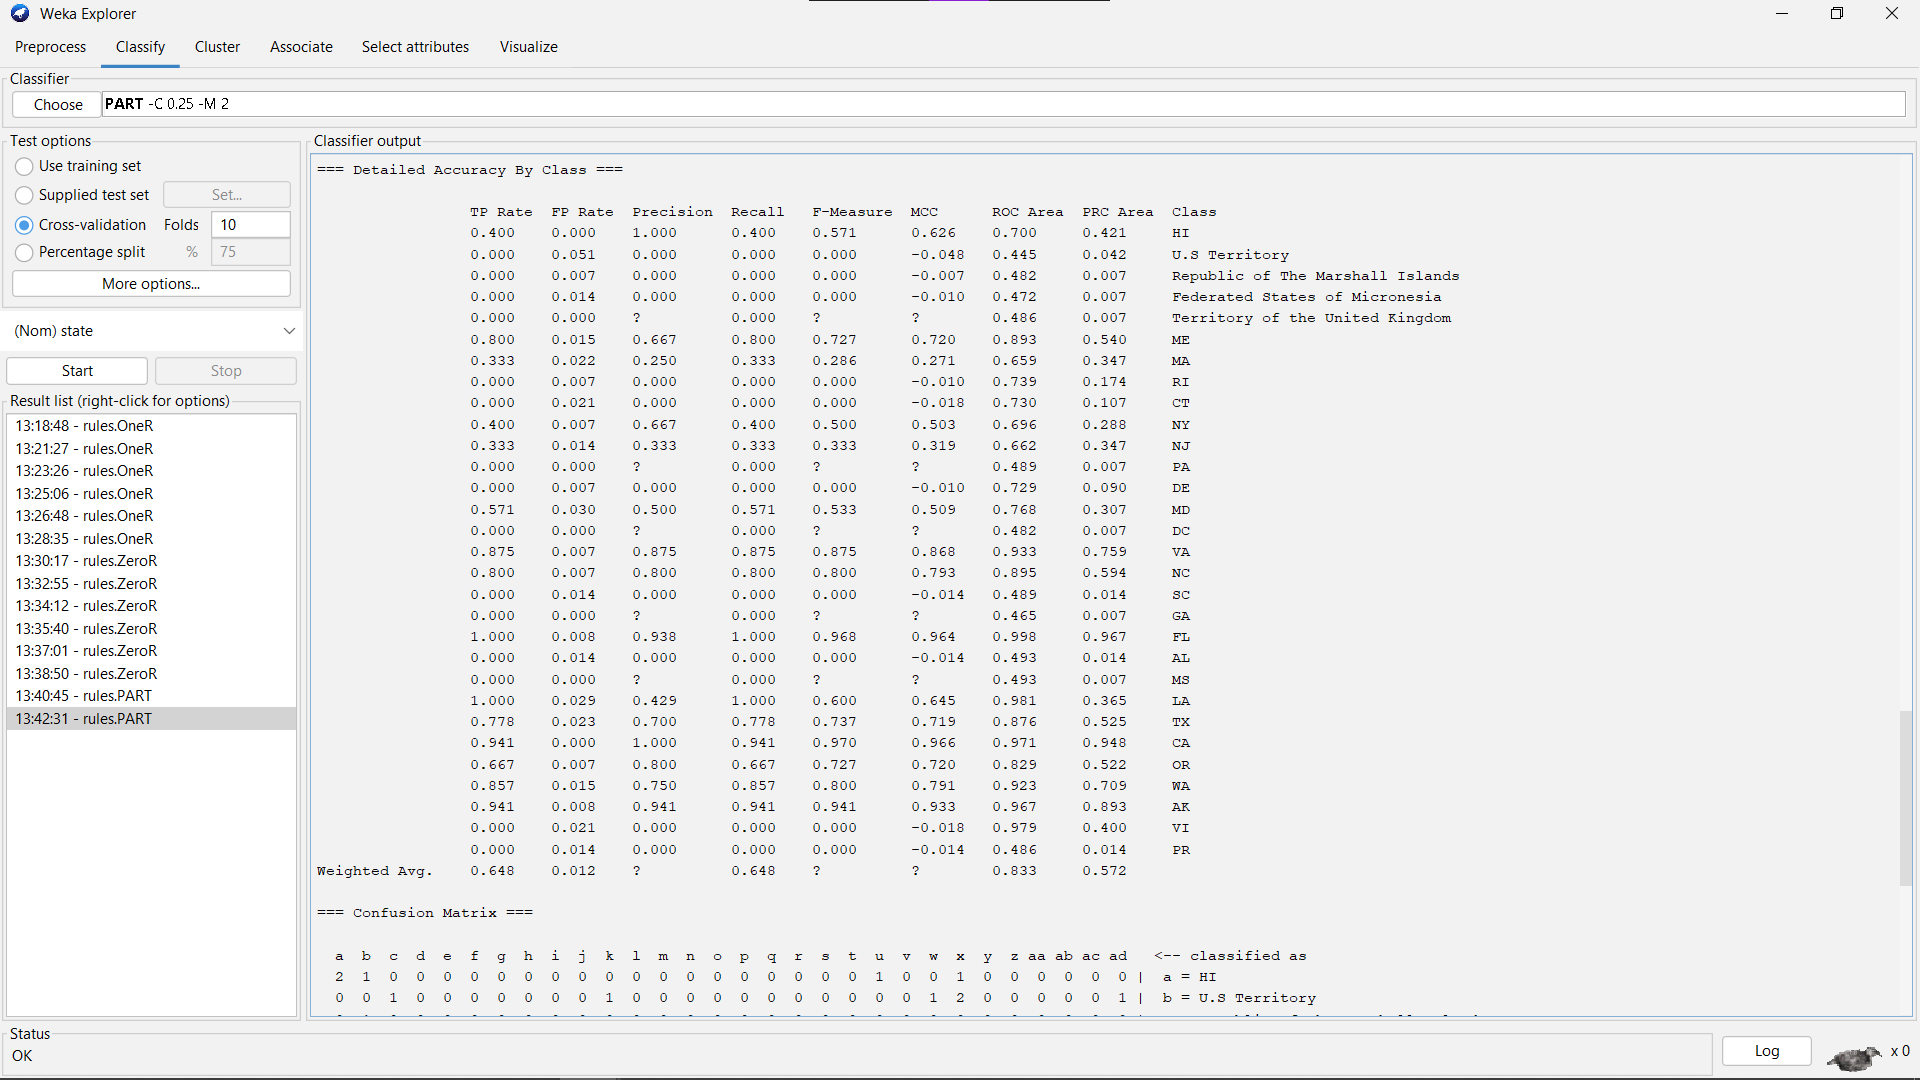 Weka Explorer
Preprocess Classify Cluster Associate Select attributes Visualize
Classifier
Choose PART -C 0.25 -M 2
Test options
Use training set
Supplied test set Set...
Cross-validation Folds 10
Percentage split % 75
More options...
(Nom) state
Start Stop
Result list (right-click for options)
13:18:48 - rules.OneR
13:21:27 - rules.OneR
13:23:26 - rules.OneR
13:25:06 - rules.OneR
13:26:48 - rules.OneR
13:28:35 - rules.OneR
13:30:17 - rules.ZeroR
13:32:55 - rules.ZeroR
13:34:12 - rules.ZeroR
13:35:40 - rules.ZeroR
13:37:01 - rules.ZeroR
13:38:50 - rules.ZeroR
13:40:45 - rules.PART
13:42:31 - rules.PART
Classifier output
=== Detailed Accuracy By Class ===
TP Rate FP Rate Precision Recall F-Measure MCC ROC Area PRC Area Class
0.400 0.000 1.000 0.400 0.571 0.626 0.700 0.421 HI
0.000 0.051 0.000 0.000 0.000 -0.048 0.445 0.042 U.S Territory
0.000 0.007 0.000 0.000 0.000 -0.007 0.482 0.007 Republic of The Marshall Islands
0.000 0.014 0.000 0.000 0.000 -0.010 0.472 0.007 Federated States of Micronesia
0.000 0.000 ? 0.000 ? ? 0.486 0.007 Territory of the United Kingdom
0.800 0.015 0.667 0.800 0.727 0.720 0.893 0.540 ME
0.333 0.022 0.250 0.333 0.286 0.271 0.659 0.347 MA
0.000 0.007 0.000 0.000 0.000 -0.010 0.739 0.174 RI
0.000 0.021 0.000 0.000 0.000 -0.018 0.730 0.107 CT
0.400 0.007 0.667 0.400 0.500 0.503 0.696 0.288 NY
0.333 0.014 0.333 0.333 0.333 0.319 0.662 0.347 NJ
0.000 0.000 ? 0.000 ? ? 0.489 0.007 PA
0.000 0.007 0.000 0.000 0.000 -0.010 0.729 0.090 DE
0.571 0.030 0.500 0.571 0.533 0.509 0.768 0.307 MD
0.000 0.000 ? 0.000 ? ? 0.482 0.007 DC
0.875 0.007 0.875 0.875 0.875 0.868 0.933 0.759 VA
0.800 0.007 0.800 0.800 0.800 0.793 0.895 0.594 NC
0.000 0.014 0.000 0.000 0.000 -0.014 0.489 0.014 SC
0.000 0.000 ? 0.000 ? ? 0.465 0.007 GA
1.000 0.008 0.938 1.000 0.968 0.964 0.998 0.967 FL
0.000 0.014 0.000 0.000 0.000 -0.014 0.493 0.014 AL
0.000 0.000 ? 0.000 ? ? 0.493 0.007 MS
1.000 0.029 0.429 1.000 0.600 0.645 0.981 0.365 LA
0.778 0.023 0.700 0.778 0.737 0.719 0.876 0.525 TX
0.941 0.000 1.000 0.941 0.970 0.966 0.971 0.948 CA
0.667 0.007 0.800 0.667 0.727 0.720 0.829 0.522 OR
0.857 0.015 0.750 0.857 0.800 0.791 0.923 0.709 WA
0.941 0.008 0.941 0.941 0.941 0.933 0.967 0.893 AK
0.000 0.021 0.000 0.000 0.000 -0.018 0.979 0.400 VI
0.000 0.014 0.000 0.000 0.000 -0.014 0.486 0.014 PR
Weighted Avg. 0.648 0.012 ? 0.648 ? ? 0.833 0.572
=== Confusion Matrix ===
a b c d e f g h i j k l m n o p q r s t u v w x y z aa ab ac ad <-- classified as
2 1 0 0 0 0 0 0 0 0 0 0 0 0 0 0 0 0 0 0 1 0 0 1 0 0 0 0 0 0 | a = HI
0 0 1 0 0 0 0 0 0 0 1 0 0 0 0 0 0 0 0 0 0 0 1 2 0 0 0 0 0 1 | b = U.S Territory
Status
OK
Log x 0